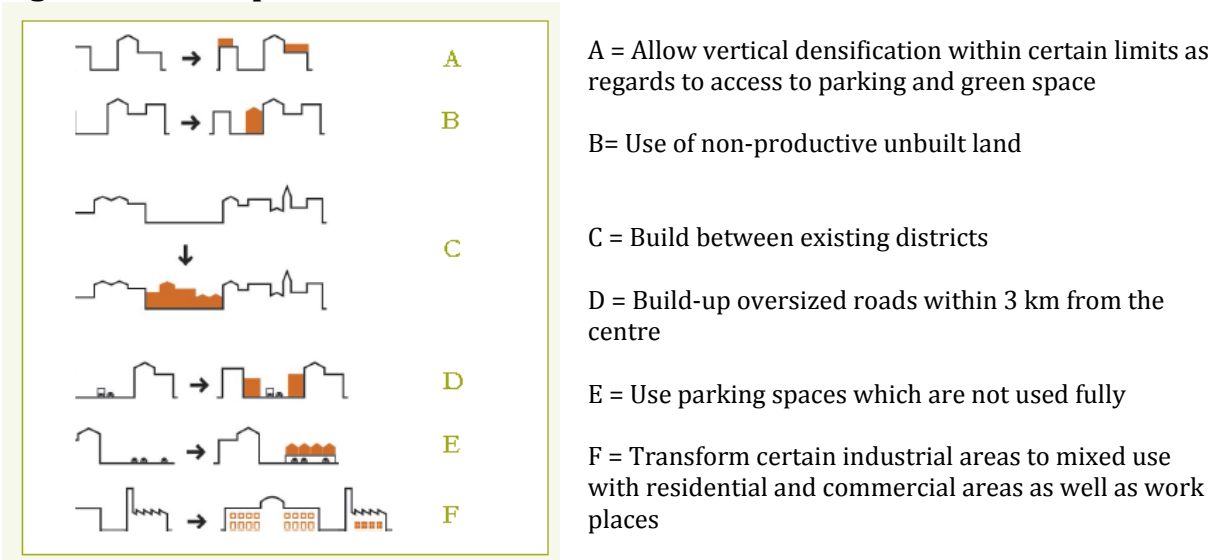 A
B
C
D
E
F
A = Allow vertical densification within certain limits as
regards to access to parking and green space
B= Use of non-productive unbuilt land
C = Build between existing districts
D = Build-up oversized roads within 3 km from the
centre
E = Use parking spaces which are not used fully
F = Transform certain industrial areas to mixed use
with residential and commercial areas as well as work
places